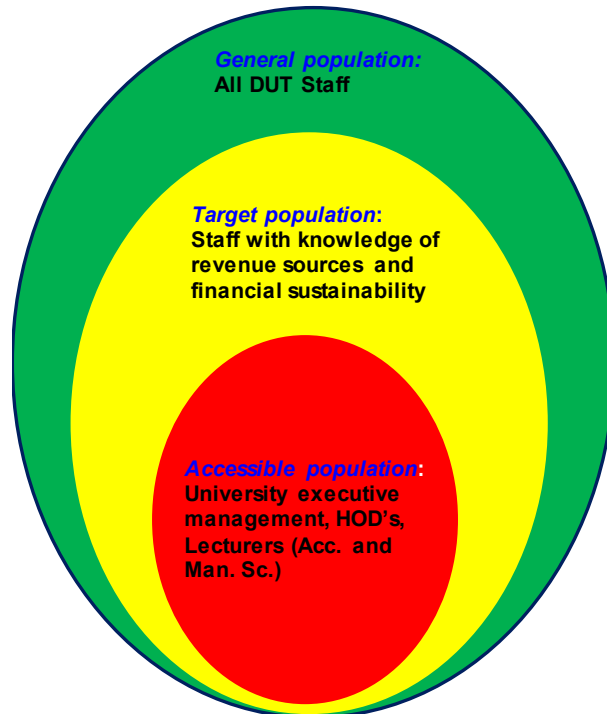 General population:
All DUT Staff
Target population:
Staff with knowledge of
revenue sources and
financial sustainability
Accessible population:
University executive
management, HOD's,
Lecturers (Acc. and
Man. Sc.)